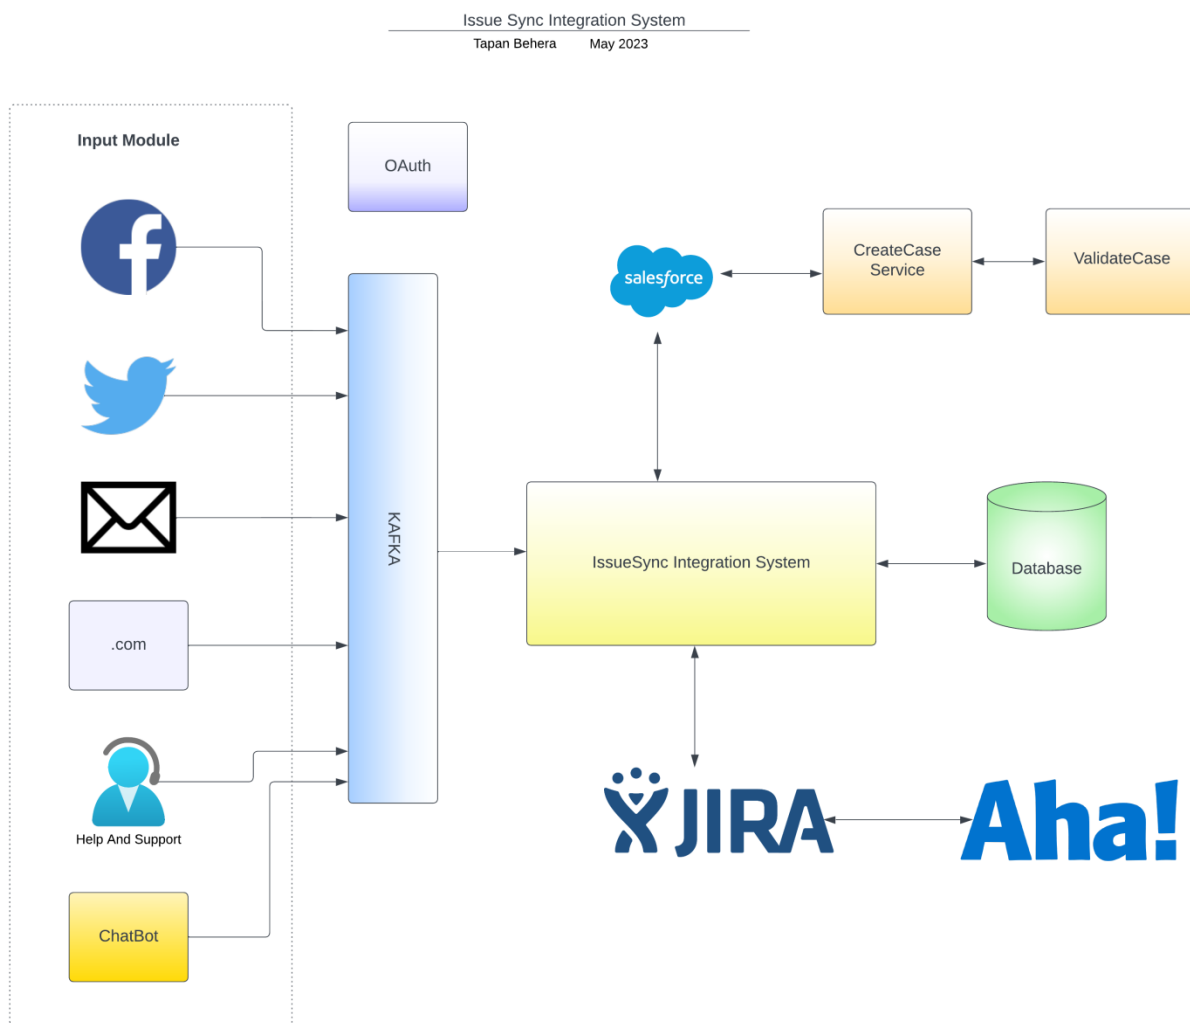 Issue Sync Integration System
Tapan Behera May 2023
Input Module
OAuth
f
salesforce
CreateCase
Service
ValidateCase
KAFKA
IssueSync Integration System
Database
.com
Help And Support
JIRA
Aha!
ChatBot